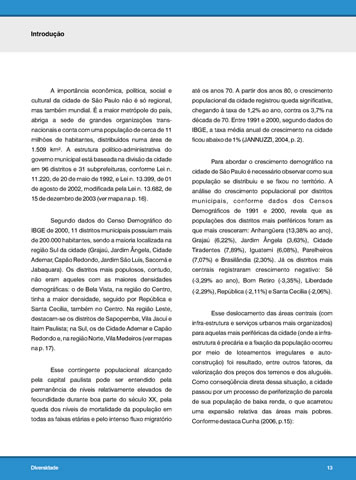 Introdução
A importância econômica, política, social e
cultural da cidade de São Paulo não é só regional,
mas também mundial. É a maior metrópole do país,
abriga a sede de grandes organizações trans-
nacionais e conta com uma população de cerca de 11
milhões de habitantes, distribuídos numa área de
1.509 km². A estrutura político-administrativa do
governo municipal está baseada na divisão da cidade
em 96 distritos e 31 subprefeituras, conforme Lei n.
11.220, de 20 de maio de 1992, e Lei n. 13.399, de 01
de agosto de 2002, modificada pela Lei n. 13.682, de
15 de dezembro de 2003 (ver mapa na p. 16).
Segundo dados do Censo Demográfico do
IBGE de 2000, 11 distritos municipais possuíam mais
de 200.000 habitantes, sendo a maioria localizada na
região Sul da cidade (Grajaú, Jardim Ângela, Cidade
Ademar, Capão Redondo, Jardim São Luís, Sacomã e
Jabaquara). Os distritos mais populosos, contudo,
não eram aqueles com as maiores densidades
demográficas: o de Bela Vista, na região do Centro,
tinha a maior densidade, seguido por República e
Santa Cecília, também no Centro. Na região Leste,
destacam-se os distritos de Sapopemba, Vila Jacuí e
Itaim Paulista; na Sul, os de Cidade Ademar e Capão
Redondo e, na região Norte, Vila Medeiros (ver mapas
na p. 17).
Esse contingente populacional alcançado
pela capital paulista pode ser entendido pela
permanência de níveis relativamente elevados de
fecundidade durante boa parte do século XX, pela
queda dos níveis de mortalidade da população em
todas as faixas etárias e pelo intenso fluxo migratório
até os anos 70. A partir dos anos 80, o crescimento
populacional da cidade registrou queda significativa,
chegando à taxa de 1,2% ao ano, contra os 3,7% na
década de 70. Entre 1991 e 2000, segundo dados do
IBGE, a taxa média anual de crescimento na cidade
ficou abaixo de 1% (JANNUZZI, 2004, p. 2).
Para abordar o crescimento demográfico na
cidade de São Paulo é necessário observar como sua
população se distribuiu e se fixou no território. A
análise do crescimento populacional por distritos
municipais, conforme dados dos Censos
Demográficos de 1991 e 2000, revela que as
populações dos distritos mais periféricos foram as
que mais cresceram: Anhangüera (13,38% ao ano),
Grajaú (6,22%), Jardim Ângela (3,63%), Cidade
Tiradentes (7,89%), Iguatemi (6,08%), Parelheiros
(7,07%) e Brasilândia (2,30%). Já os distritos mais
centrais registraram crescimento negativo: Sé
(-3,29% ao ano), Bom Retiro (-3,35%), Liberdade
(-2,29%), República (-2,11%) e Santa Cecília (-2,06%).
Esse deslocamento das áreas centrais (com
infra-estrutura e serviços urbanos mais organizados)
para aquelas mais periféricas da cidade (onde a infra-
estrutura é precária e a fixação da população ocorreu
por meio de loteamentos irregulares e auto-
construção) foi resultado, entre outros fatores, da
valorização dos preços dos terrenos e dos aluguéis.
Como conseqüência direta dessa situação, a cidade
passou por um processo de periferização de parcela
de sua população de baixa renda, o que acarretou
uma expansão relativa das áreas mais pobres.
Conforme destaca Cunha (2006, p.15):
Diversidade
13